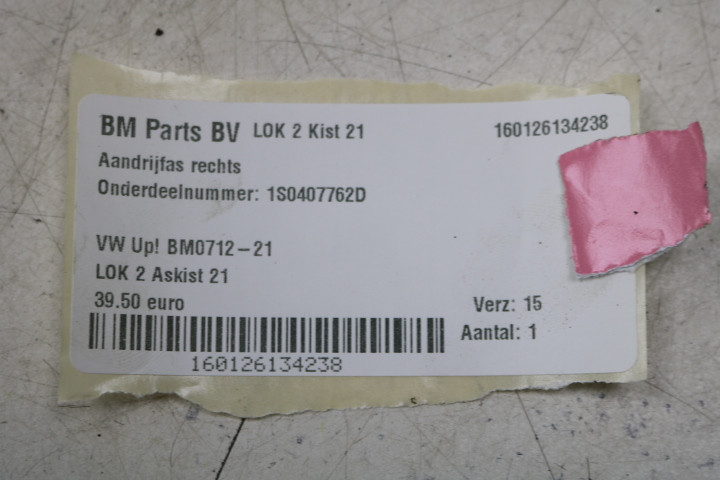 BM Parts BV LOK 2 Kist 21 160126134238
Aandrijfas rechts
Onderdeelnummer: 1S0407762D
VW Up! BM0712-21
LOK 2 Askist 21
39.50 euro Verz: 15
Aantal: 1
160126134238